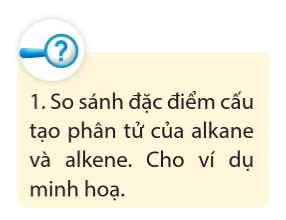 ?
1. So sánh đặc điểm cấu
tạo phân tử của alkane
và alkene. Cho ví dụ
minh hoạ.